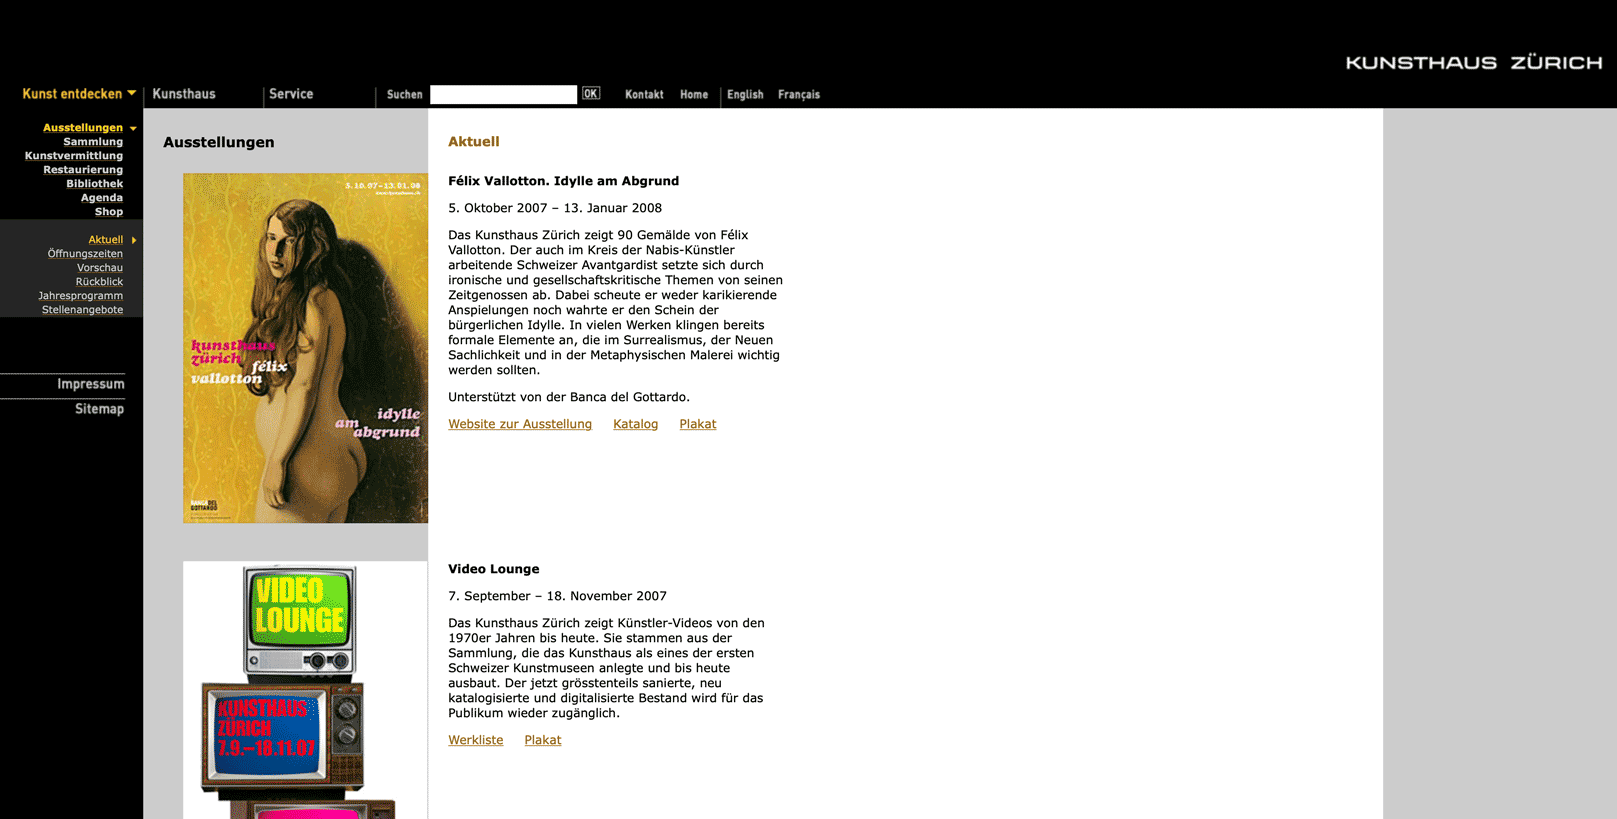 KUNSTHAUS ZÜRICH
Kunst entdecken
Kunsthaus
Service
Suchen
OK
Kontakt
Home
English
Français
Ausstellungen
Sammlung
Kunstvermittlung
Restaurierung
Bibliothek
Agenda
Shop
Aktuell
Öffnungszeiten
Vorschau
Rückblick
Jahresprogramm
Stellenangebote
Impressum
Sitemap
Ausstellungen
5.10.07–13.01.08
kunsthaus
zürich félix
vallotton
idylle
am abgrund
BANCA DEL
GOTTARDO
Aktuell
Félix Vallotton. Idylle am Abgrund
5. Oktober 2007 – 13. Januar 2008
Das Kunsthaus Zürich zeigt 90 Gemälde von Félix
Vallotton. Der auch im Kreis der Nabis-Künstler
arbeitende Schweizer Avantgardist setzte sich durch
ironische und gesellschaftskritische Themen von seinen
Zeitgenossen ab. Dabei scheute er weder karikierende
Anspielungen noch wahrte er den Schein der
bürgerlichen Idylle. In vielen Werken klingen bereits
formale Elemente an, die im Surrealismus, der Neuen
Sachlichkeit und in der Metaphysischen Malerei wichtig
werden sollten.
Unterstützt von der Banca del Gottardo.
Website zur Ausstellung Katalog Plakat
VIDEO
LOUNGE
KUNSTHAUS
ZÜRICH
7.9.–18.11.07
Video Lounge
7. September – 18. November 2007
Das Kunsthaus Zürich zeigt Künstler-Videos von den
1970er Jahren bis heute. Sie stammen aus der
Sammlung, die das Kunsthaus als eines der ersten
Schweizer Kunstmuseen anlegte und bis heute
ausbaut. Der jetzt grösstenteils sanierte, neu
katalogisierte und digitalisierte Bestand wird für das
Publikum wieder zugänglich.
Werkliste Plakat